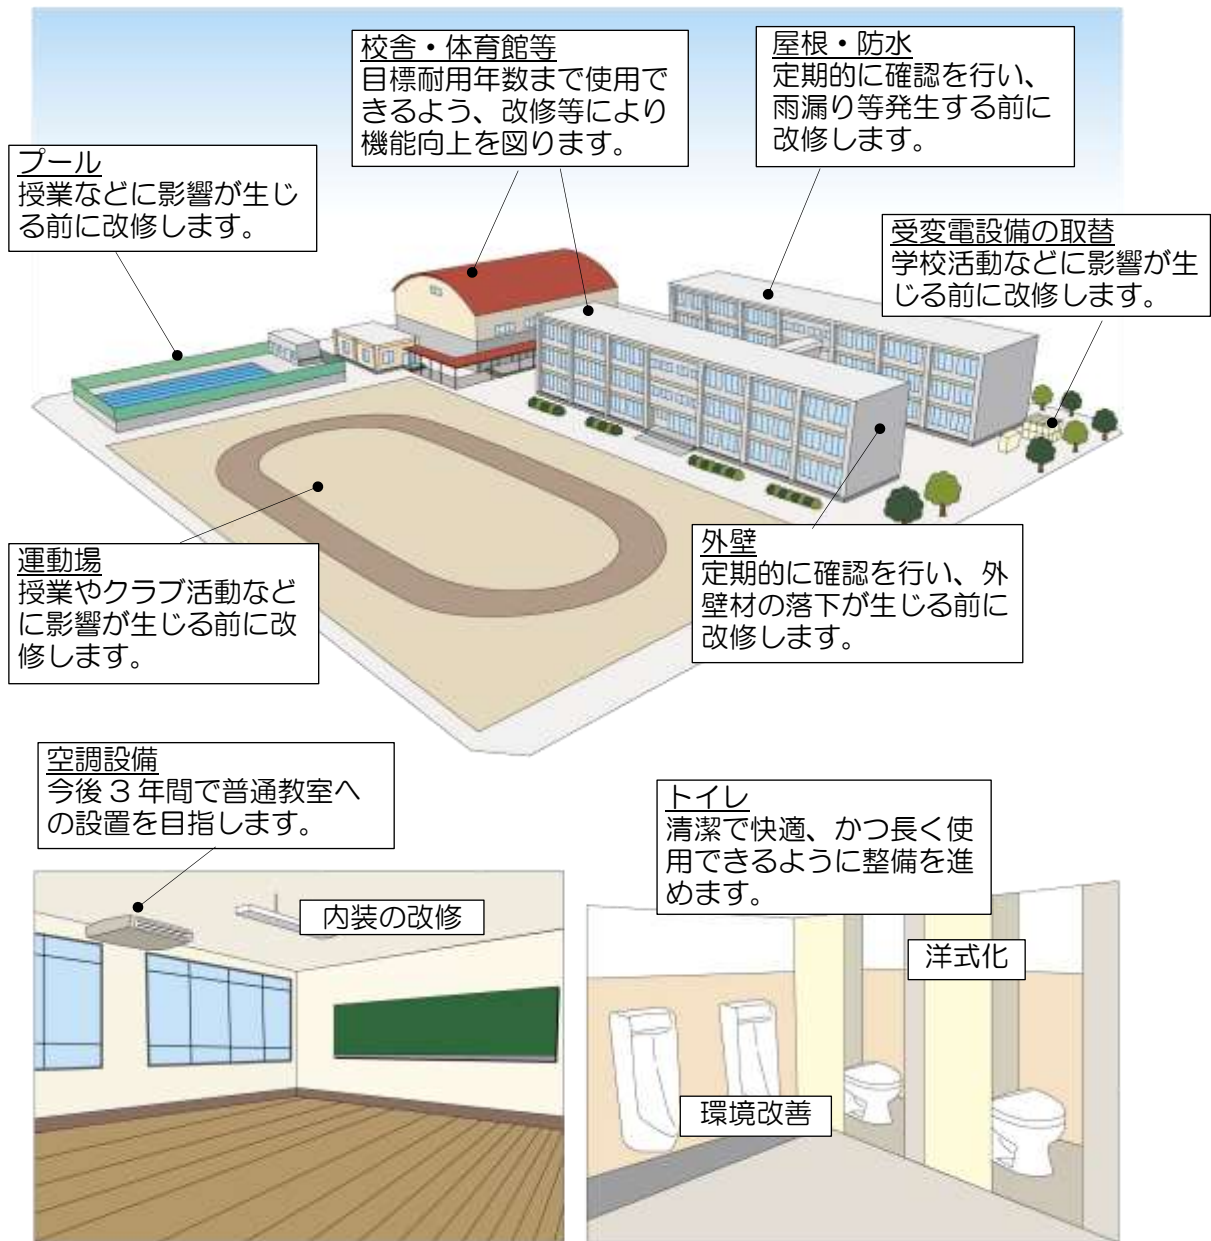 校舎・体育館等
目標耐用年数まで使用で
きるよう、改修等により
機能向上を図ります。
屋根・防水
定期的に確認を行い、
雨漏り等発生する前に
改修します。
プール
授業などに影響が生じ
る前に改修します。
受変電設備の取替
学校活動などに影響が生
じる前に改修します。
運動場
授業やクラブ活動など
に影響が生じる前に改
修します。
外壁
定期的に確認を行い、外
壁材の落下が生じる前に
改修します。
空調設備
今後３年間で普通教室へ
の設置を目指します。
内装の改修
トイレ
清潔で快適、かつ長く使
用できるように整備を進
めます。
洋式化
環境改善